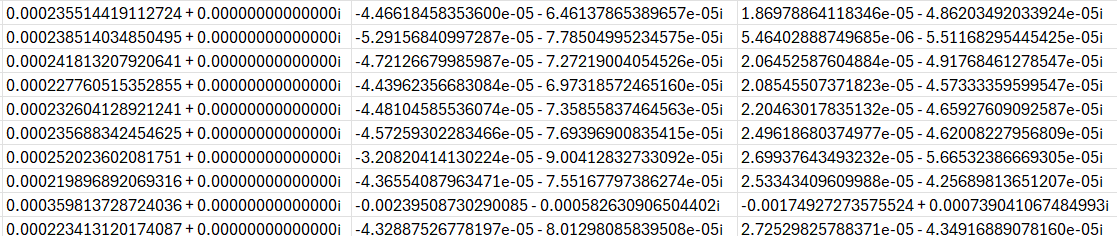 0.000235514419112724 + 0.00000000000000i -4.46618458353600e-05 - 6.46137865389657e-05i 1.86978864118346e-05 - 4.86203492033924e-05i
0.000238514034850495 + 0.00000000000000i -5.29156840997287e-05 - 7.78504995234575e-05i 5.46402888749685e-06 - 5.51168295445425e-05i
0.000241813207920641 + 0.00000000000000i -4.72126679985987e-05 - 7.27219004054526e-05i 2.06452587604884e-05 - 4.91768461278547e-05i
0.000227760515352855 + 0.00000000000000i -4.43962356683084e-05 - 6.97318572465160e-05i 2.08545507371823e-05 - 4.57333359599547e-05i
0.000232604128921241 + 0.00000000000000i -4.48104585536074e-05 - 7.35855837464563e-05i 2.20463017835132e-05 - 4.65927609092587e-05i
0.000235688342454625 + 0.00000000000000i -4.57259302283466e-05 - 7.69396900835415e-05i 2.49618680374977e-05 - 4.62008227956809e-05i
0.000252023602081751 + 0.00000000000000i -3.20820414130224e-05 - 9.00412832733092e-05i 2.69937643493232e-05 - 5.66532386669305e-05i
0.000219896892069316 + 0.00000000000000i -4.36554087963471e-05 - 7.55167797386274e-05i 2.53343409609988e-05 - 4.25689813651207e-05i
0.000359813728724036 + 0.00000000000000i -0.00239508730290085 - 0.000582630906504402i -0.00174927273575524 + 0.000739041067484993i
0.000223413120174087 + 0.00000000000000i -4.32887526778197e-05 - 8.01298085839508e-05i 2.72529825788371e-05 - 4.34916889078160e-05i